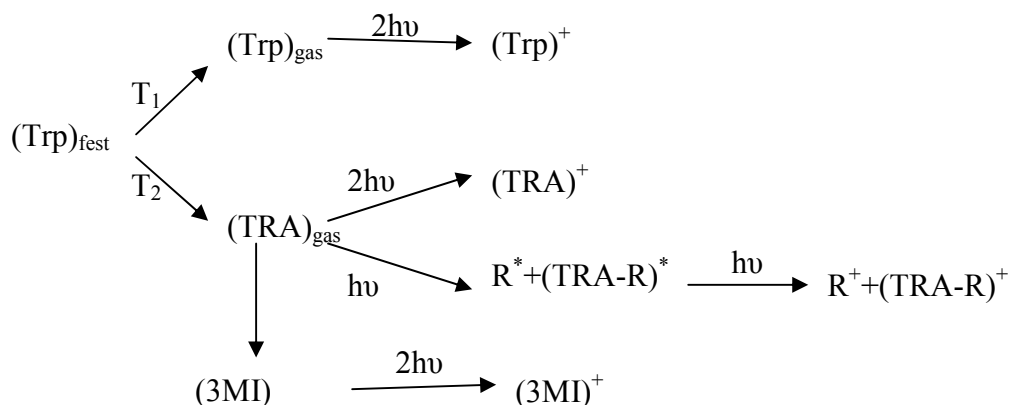 (Trp)gas 2hυ (Trp)+
T1
(Trp)fest
T2 2hυ (TRA)+
(TRA)gas
hυ R*+(TRA-R)* hυ R++(TRA-R)+
(3MI) 2hυ (3MI)+